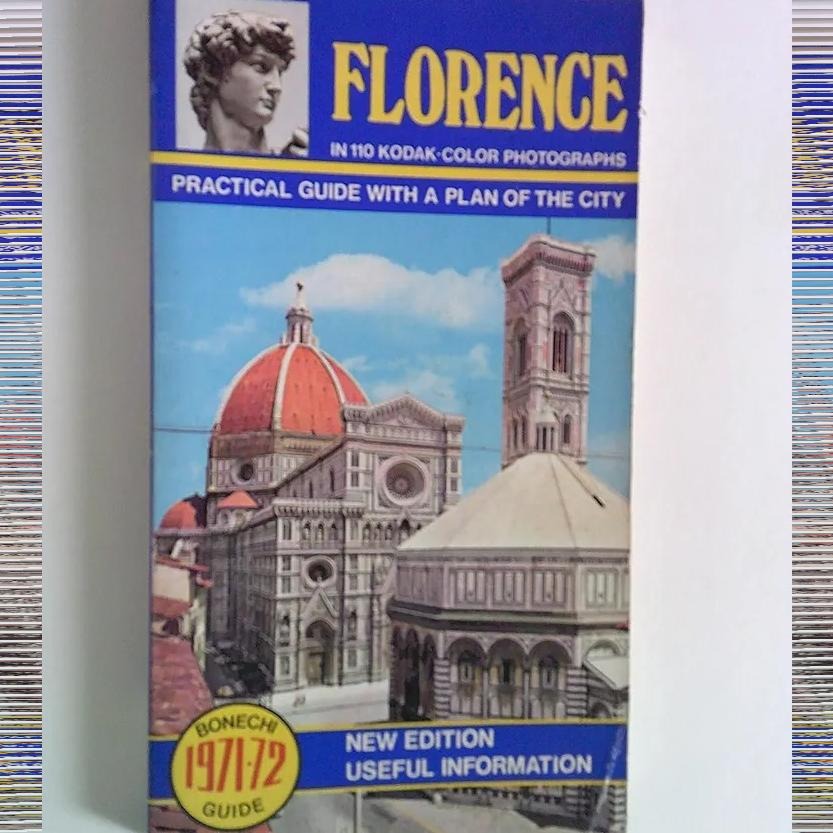 FLORENCE
IN 110 KODAK-COLOR PHOTOGRAPHS
PRACTICAL GUIDE WITH A PLAN OF THE CITY
BONECHI
1971-72
GUIDE
NEW EDITION
USEFUL INFORMATION